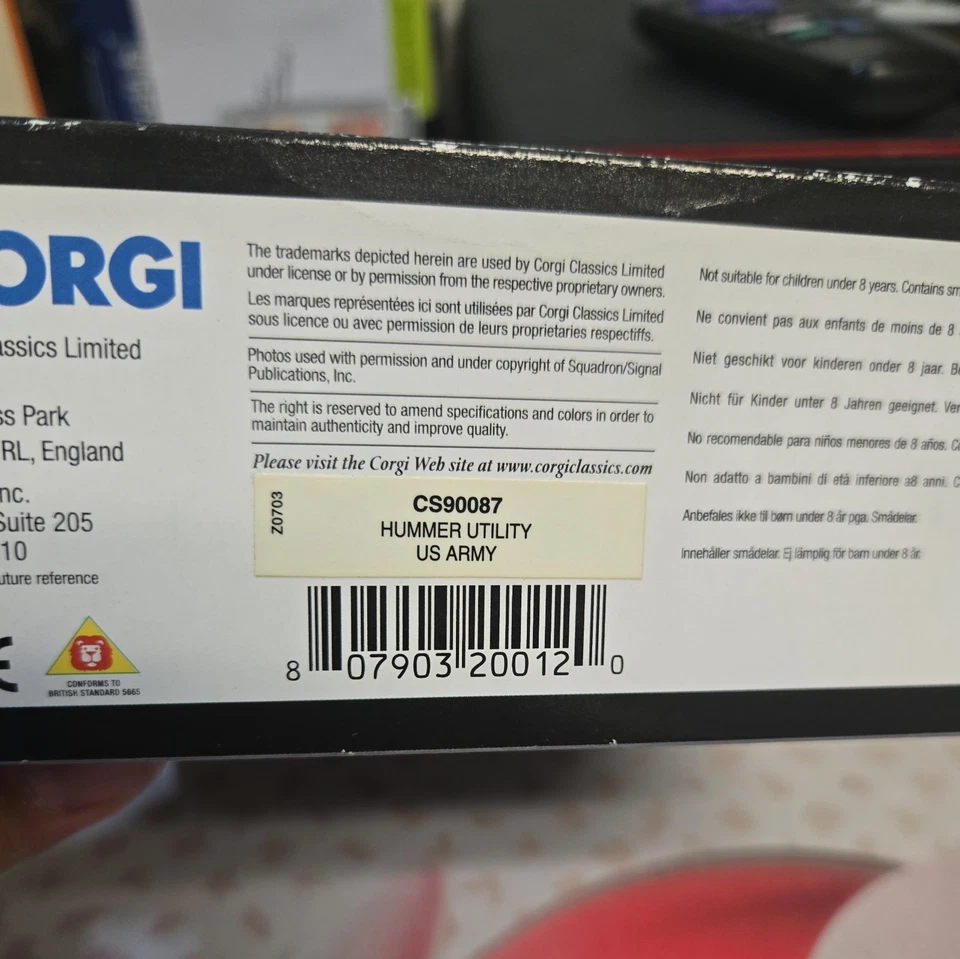 ORGI
assics Limited
ss Park
RL, England
nc.
Suite 205
10
uture reference
CE
CONFORMS TO
BRITISH STANDARD 5665
The trademarks depicted herein are used by Corgi Classics Limited
under license or by permission from the respective proprietary owners.
Les marques représentées ici sont utilisées par Corgi Classics Limited
sous licence ou avec permission de leurs proprietaries respectiffs.
Photos used with permission and under copyright of Squadron/Signal
Publications, Inc.
The right is reserved to amend specifications and colors in order to
maintain authenticity and improve quality.
Please visit the Corgi Web site at www.corgiclassics.com
Z0703
CS90087
HUMMER UTILITY
US ARMY
8 07903 20012 0
Not suitable for children under 8 years. Contains sm
Ne convient pas aux enfants de moins de 8
Niet geschikt voor kinderen onder 8 jaar. B
Nicht für Kinder unter 8 Jahren geeignet. Ver
No recomendable para niños menores de 8 años. C
Non adatto a bambini di età inferiore a8 anni. C
Anbefales ikke til børn under 8 år pga. Smådelar.
Innehåller smådelar. Ej lämplig för barn under 8 år.